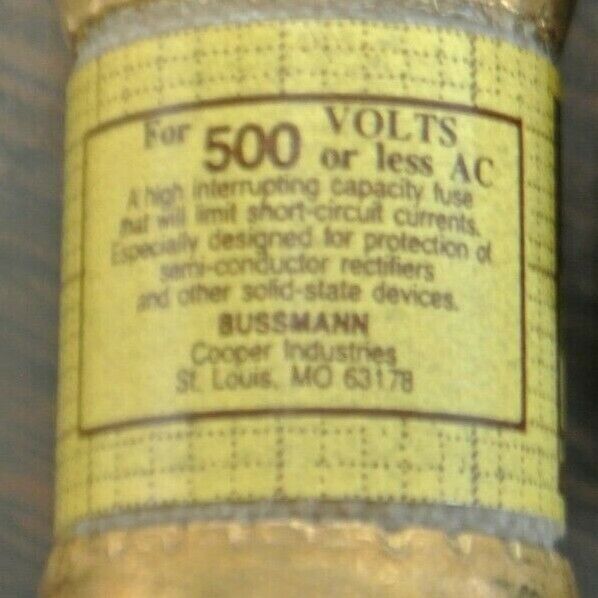 For 500 VOLTS
or less AC
A high interrupting capacity fuse
that will limit short-circuit currents.
Especially designed for protection of
semi-conductor rectifiers
and other solid-state devices.
BUSSMANN
Cooper Industries
St. Louis, MO 63178